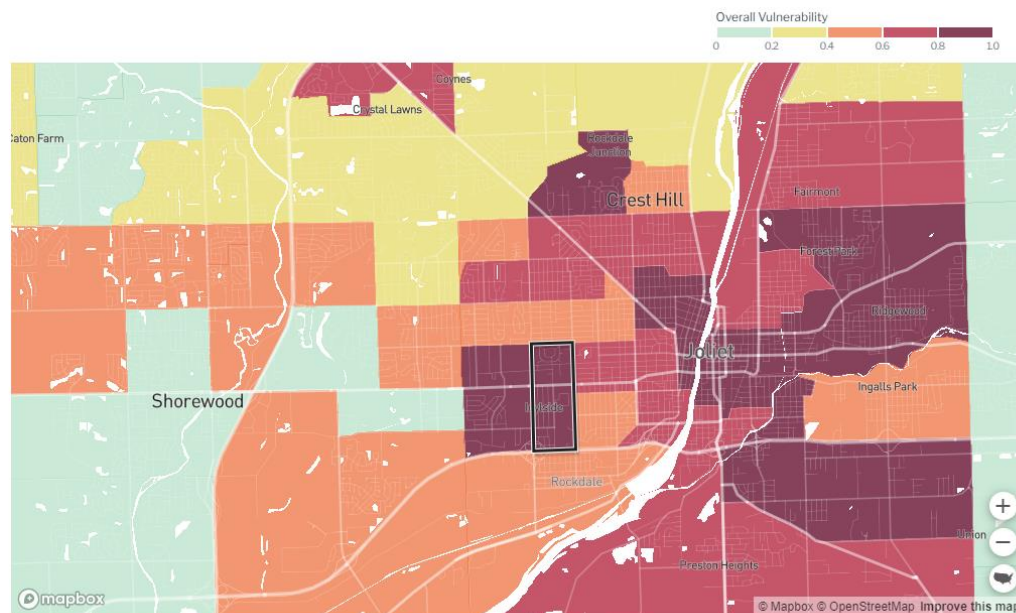 Overall Vulnerability
0 0.2 0.4 0.6 0.8 1.0
Coynes
Crystal Lawns
Caton Farm
Rockdale
Junction
Crest Hill
Fairmont
Forest Park
Ridgewood
Joliet
Ingalls Park
Shorewood
Idylside
Rockdale
Union
Preston Heights
+
−
mapbox
© Mapbox © OpenStreetMap Improve this map